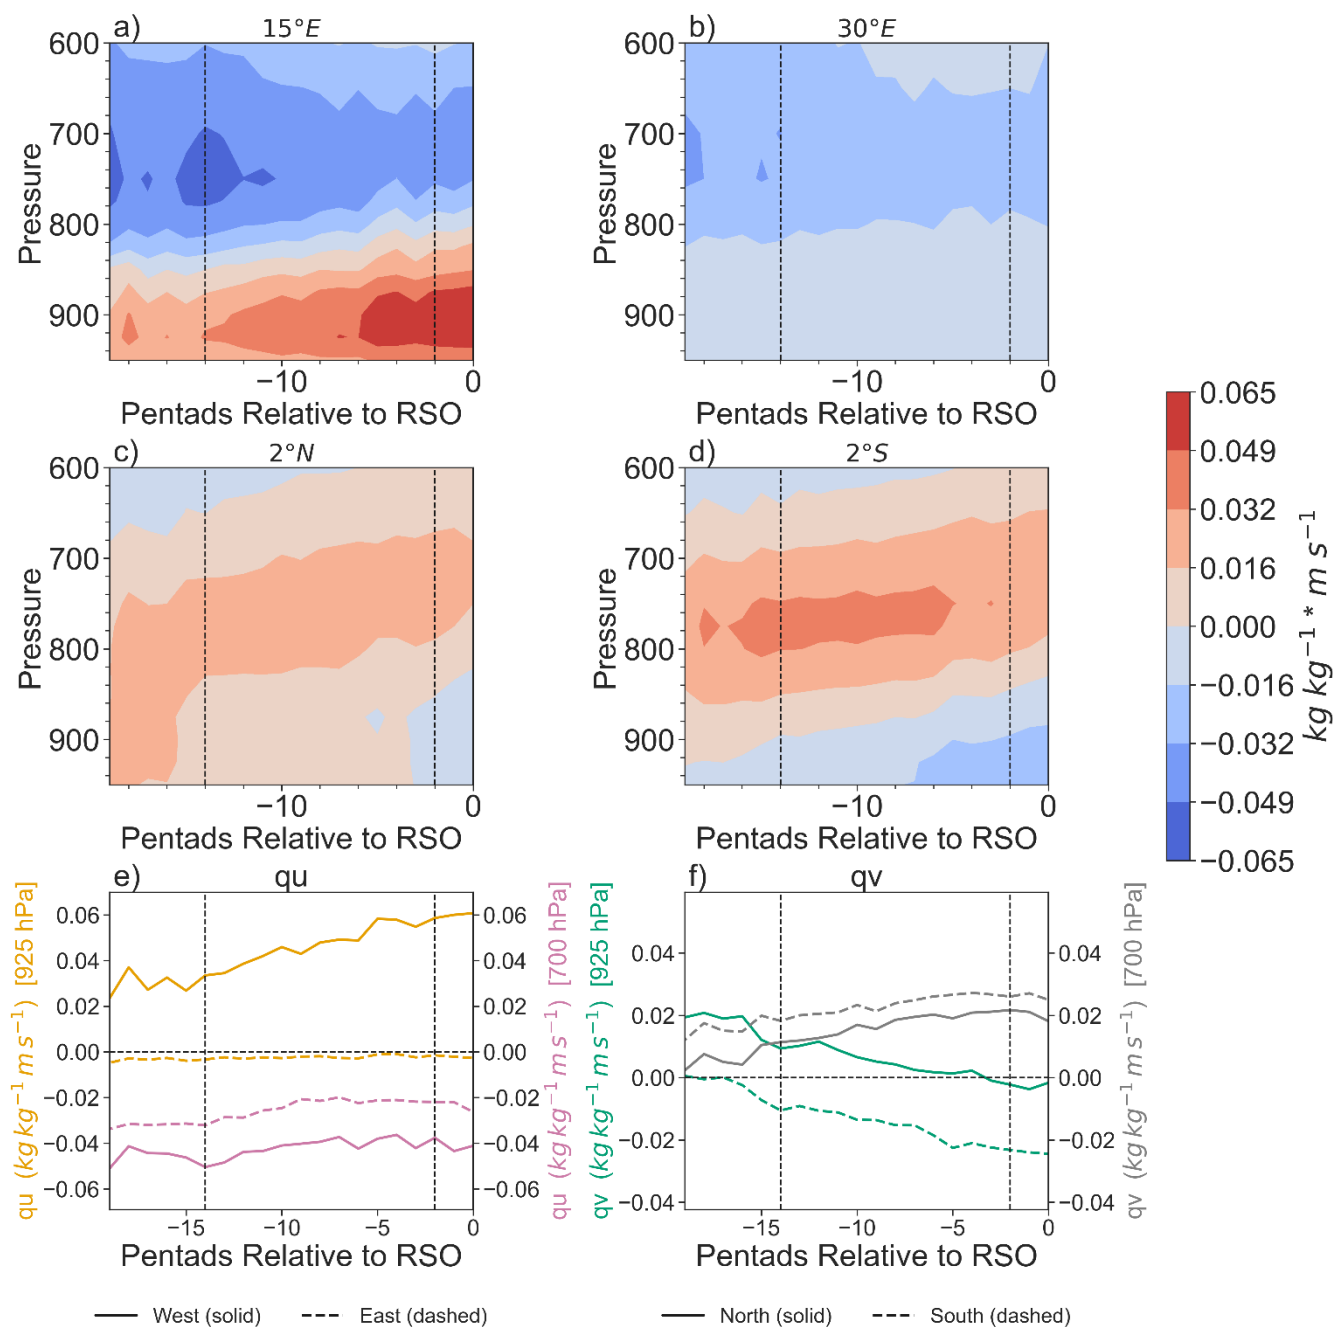 a) 15°E
b) 30°E
600
700
800
900
Pressure
−10 0
Pentads Relative to RSO
600
700
800
900
Pressure
−10 0
Pentads Relative to RSO
c) 2°N
d) 2°S
600
700
800
900
Pressure
−10 0
Pentads Relative to RSO
600
700
800
900
Pressure
−10 0
Pentads Relative to RSO
0.065
0.049
0.032
0.016
0.000
−0.016
−0.032
−0.049
−0.065
kg kg⁻¹ * m s⁻¹
e) qu
qu (kg kg⁻¹ m s⁻¹) [925 hPa]
0.06
0.04
0.02
0.00
−0.02
−0.04
−0.06
0.06
0.04
0.02
0.00
−0.02
−0.04
−0.06
qu (kg kg⁻¹ m s⁻¹) [700 hPa]
−15 −10 −5 0
Pentads Relative to RSO
f) qv
qv (kg kg⁻¹ m s⁻¹) [925 hPa]
0.04
0.02
0.00
−0.02
−0.04
0.04
0.02
0.00
−0.02
−0.04
qv (kg kg⁻¹ m s⁻¹) [700 hPa]
−15 −10 −5 0
Pentads Relative to RSO
West (solid) East (dashed)
North (solid) South (dashed)